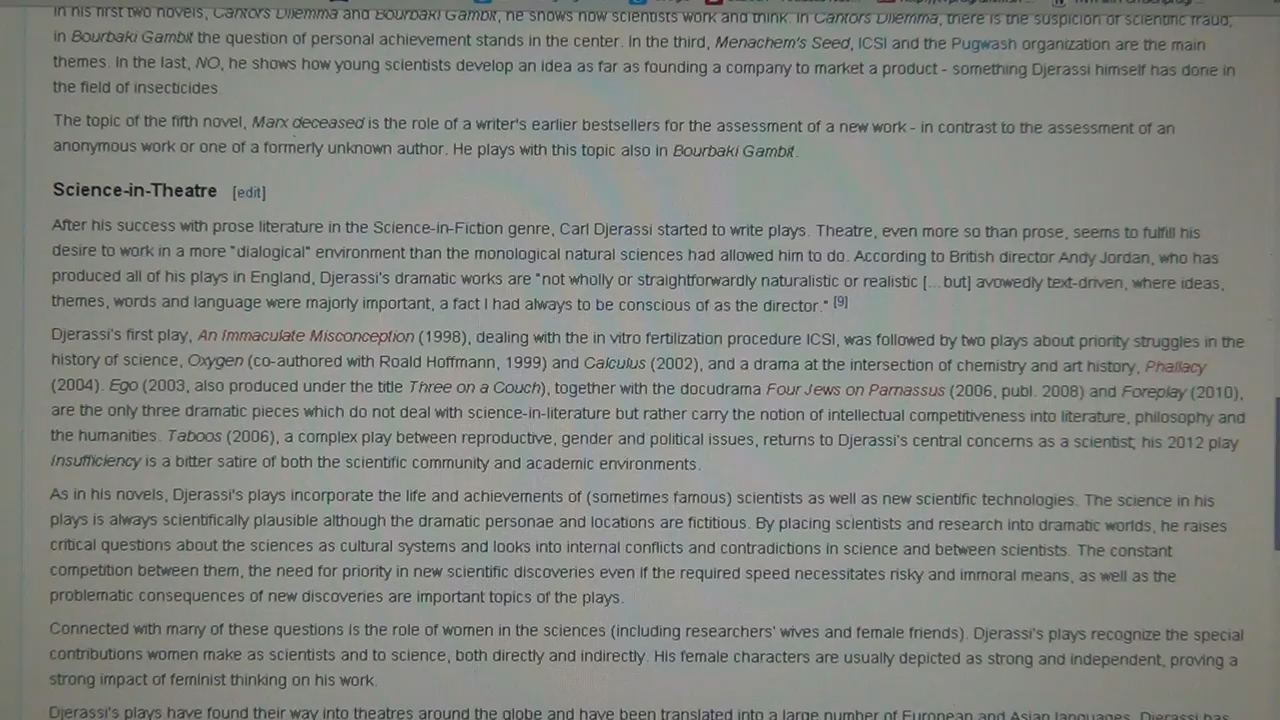 In his first two novels, Cantors Dilemma and Bourbaki Gambit, he shows how scientists work and think. In Cantors Dilemma, there is the suspicion of scientific fraud,
in Bourbaki Gambit the question of personal achievement stands in the center. In the third, Menachem's Seed, ICSI and the Pugwash organization are the main
themes. In the last, NO, he shows how young scientists develop an idea as far as founding a company to market a product - something Djerassi himself has done in
the field of insecticides.
The topic of the fifth novel, Marx deceased is the role of a writer's earlier bestsellers for the assessment of a new work - in contrast to the assessment of an
anonymous work or one of a formerly unknown author. He plays with this topic also in Bourbaki Gambit.
Science-in-Theatre [edit]
After his success with prose literature in the Science-in-Fiction genre, Carl Djerassi started to write plays. Theatre, even more so than prose, seems to fulfill his
desire to work in a more "dialogical" environment than the monological natural sciences had allowed him to do. According to British director Andy Jordan, who has
produced all of his plays in England, Djerassi's dramatic works are "not wholly or straightforwardly naturalistic or realistic [... but] avowedly text-driven, where ideas,
themes, words and language were majorly important, a fact I had always to be conscious of as the director." [9]
Djerassi's first play, An Immaculate Misconception (1998), dealing with the in vitro fertilization procedure ICSI, was followed by two plays about priority struggles in the
history of science, Oxygen (co-authored with Roald Hoffmann, 1999) and Calculus (2002), and a drama at the intersection of chemistry and art history, Phallacy
(2004). Ego (2003, also produced under the title Three on a Couch), together with the docudrama Four Jews on Parnassus (2006, publ. 2008) and Foreplay (2010),
are the only three dramatic pieces which do not deal with science-in-literature but rather carry the notion of intellectual competitiveness into literature, philosophy and
the humanities. Taboos (2006), a complex play between reproductive, gender and political issues, returns to Djerassi's central concerns as a scientist; his 2012 play
Insufficiency is a bitter satire of both the scientific community and academic environments.
As in his novels, Djerassi's plays incorporate the life and achievements of (sometimes famous) scientists as well as new scientific technologies. The science in his
plays is always scientifically plausible although the dramatic personae and locations are fictitious. By placing scientists and research into dramatic worlds, he raises
critical questions about the sciences as cultural systems and looks into internal conflicts and contradictions in science and between scientists. The constant
competition between them, the need for priority in new scientific discoveries even if the required speed necessitates risky and immoral means, as well as the
problematic consequences of new discoveries are important topics of the plays.
Connected with many of these questions is the role of women in the sciences (including researchers' wives and female friends). Djerassi's plays recognize the special
contributions women make as scientists and to science, both directly and indirectly. His female characters are usually depicted as strong and independent, proving a
strong impact of feminist thinking on his work.
Djerassi's plays have found their way into theatres around the globe and have been translated into a large number of European and Asian languages. Djerassi has